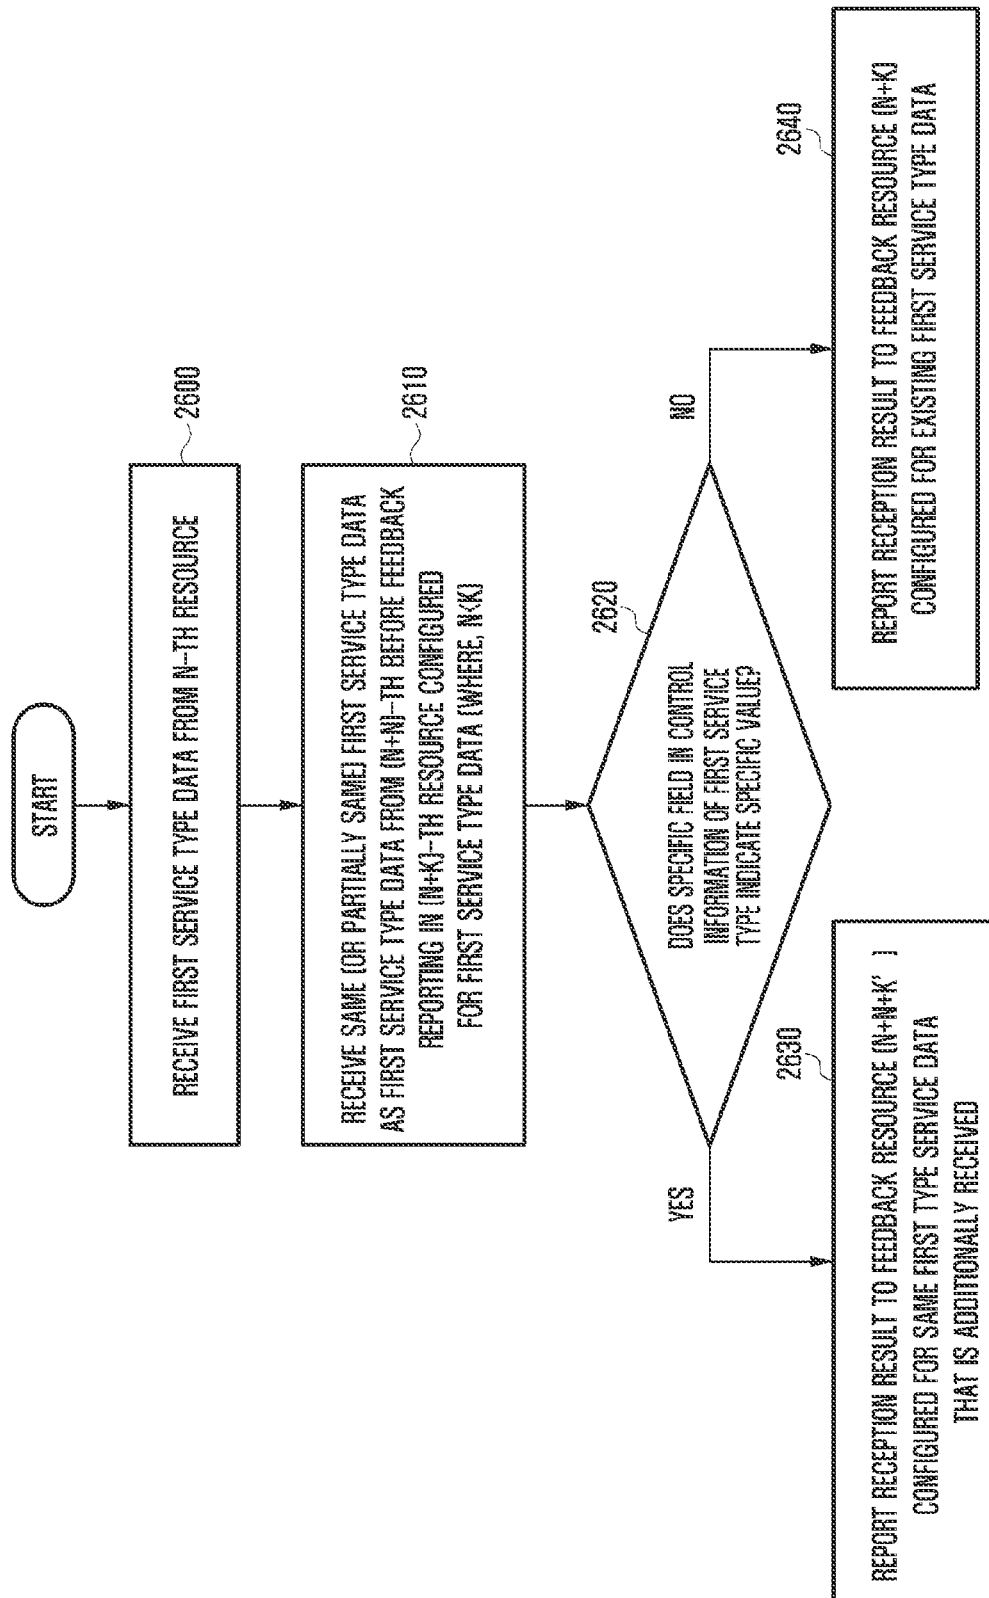 START
2600
RECEIVE FIRST SERVICE TYPE DATA FROM N-TH RESOURCE
2610
RECEIVE SAME (OR PARTIALLY SAME) FIRST SERVICE TYPE DATA
AS FIRST SERVICE TYPE DATA FROM (N+N)-TH BEFORE FEEDBACK
REPORTING IN (N+K)-TH RESOURCE CONFIGURED
FOR FIRST SERVICE TYPE DATA (WHERE, N<K)
2620
DOES SPECIFIC FIELD IN CONTROL
INFORMATION OF FIRST SERVICE
TYPE INDICATE SPECIFIC VALUE?
YES
NO
2630
REPORT RECEPTION RESULT TO FEEDBACK RESOURCE (N+N+K' )
CONFIGURED FOR SAME FIRST TYPE SERVICE DATA
THAT IS ADDITIONALLY RECEIVED
2640
REPORT RECEPTION RESULT TO FEEDBACK RESOURCE (N+K)
CONFIGURED FOR EXISTING FIRST SERVICE TYPE DATA